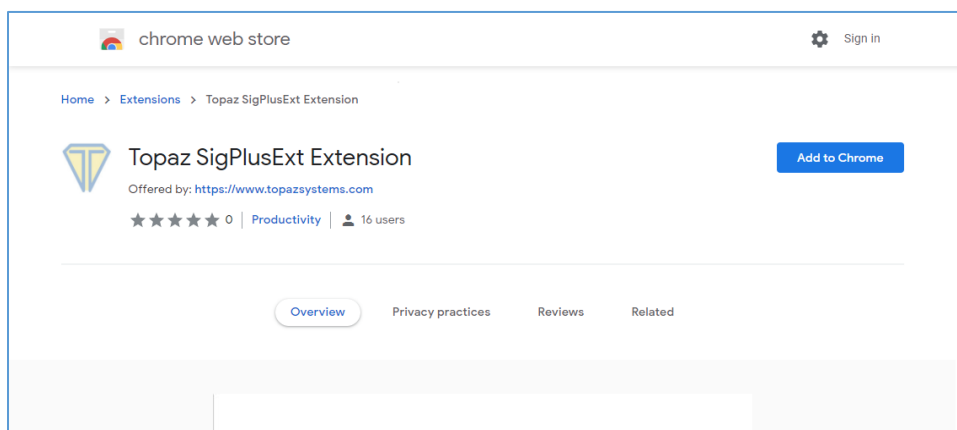 chrome web store Sign in
Home > Extensions > Topaz SigPlusExt Extension
Topaz SigPlusExt Extension
Add to Chrome
Offered by: https://www.topazsystems.com
0 | Productivity | 16 users
Overview Privacy practices Reviews Related